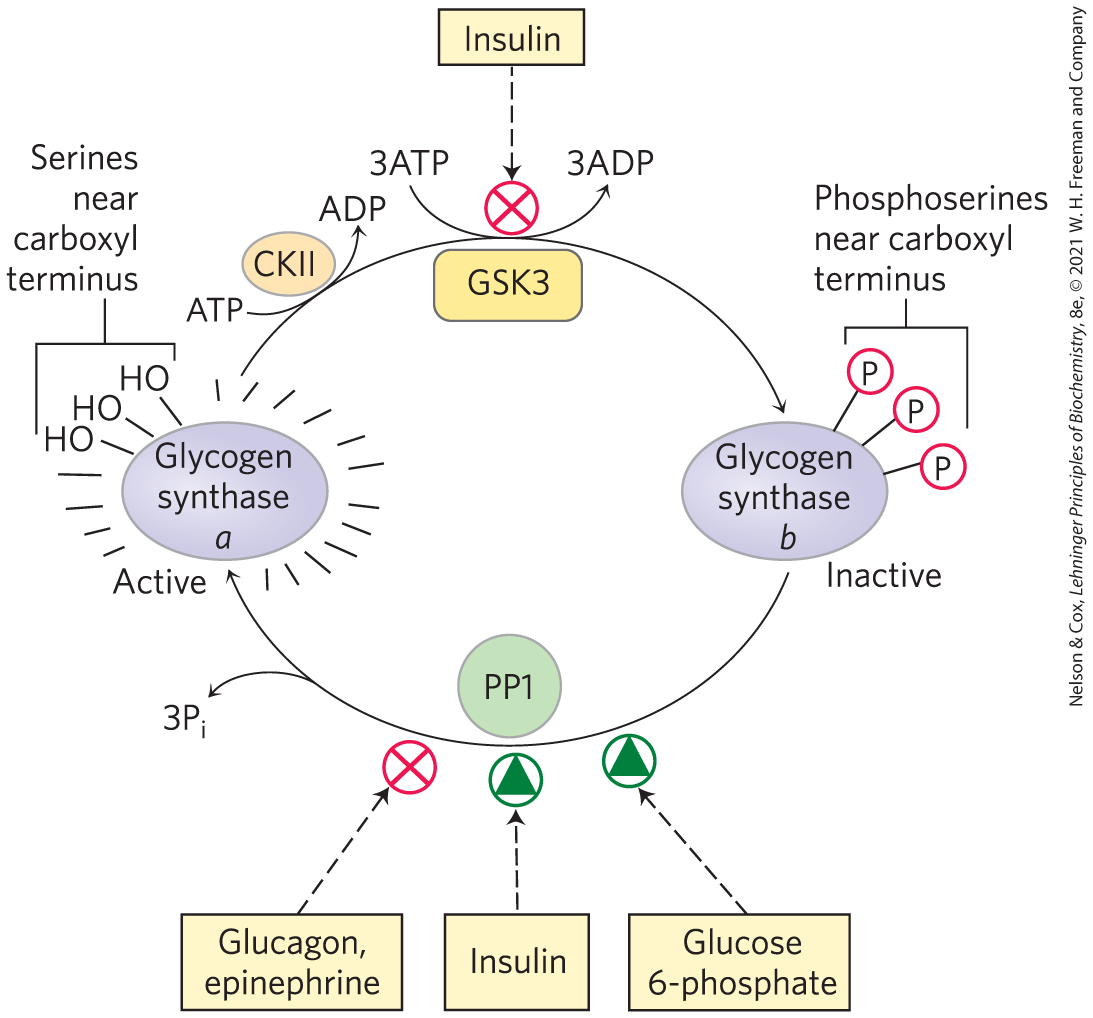 Insulin
Serines
near
carboxyl
terminus
3ATP
3ADP
ADP
CKII
ATP
GSK3
Phosphoserines
near carboxyl
terminus
HO
HO
HO
P
P
P
Glycogen
synthase
a
Active
Glycogen
synthase
b
Inactive
PP1
3Pi
Glucagon,
epinephrine
Insulin
Glucose
6-phosphate
Nelson & Cox, Lehninger Principles of Biochemistry, 8e, © 2021 W. H. Freeman and Company